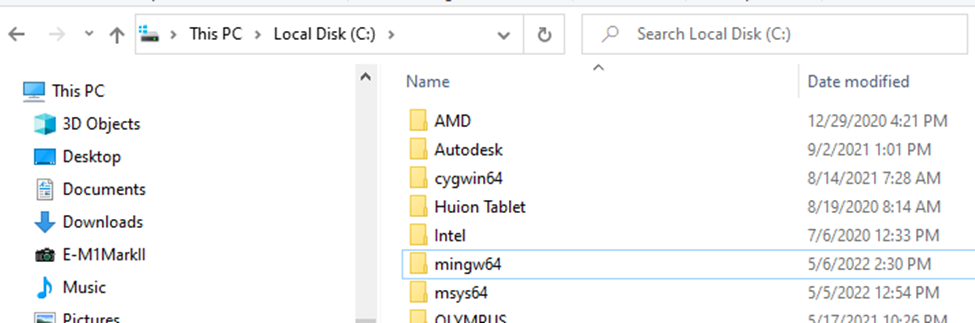 This PC > Local Disk (C:) >
Search Local Disk (C:)
This PC
3D Objects
Desktop
Documents
Downloads
E-M1MarkII
Music
Pictures
Name Date modified
AMD 12/29/2020 4:21 PM
Autodesk 9/2/2021 1:01 PM
cygwin64 8/14/2021 7:28 AM
Huion Tablet 8/19/2020 8:14 AM
Intel 7/6/2020 12:33 PM
mingw64 5/6/2022 2:30 PM
msys64 5/5/2022 12:54 PM
OLYMPUS 5/17/2021 10:26 PM